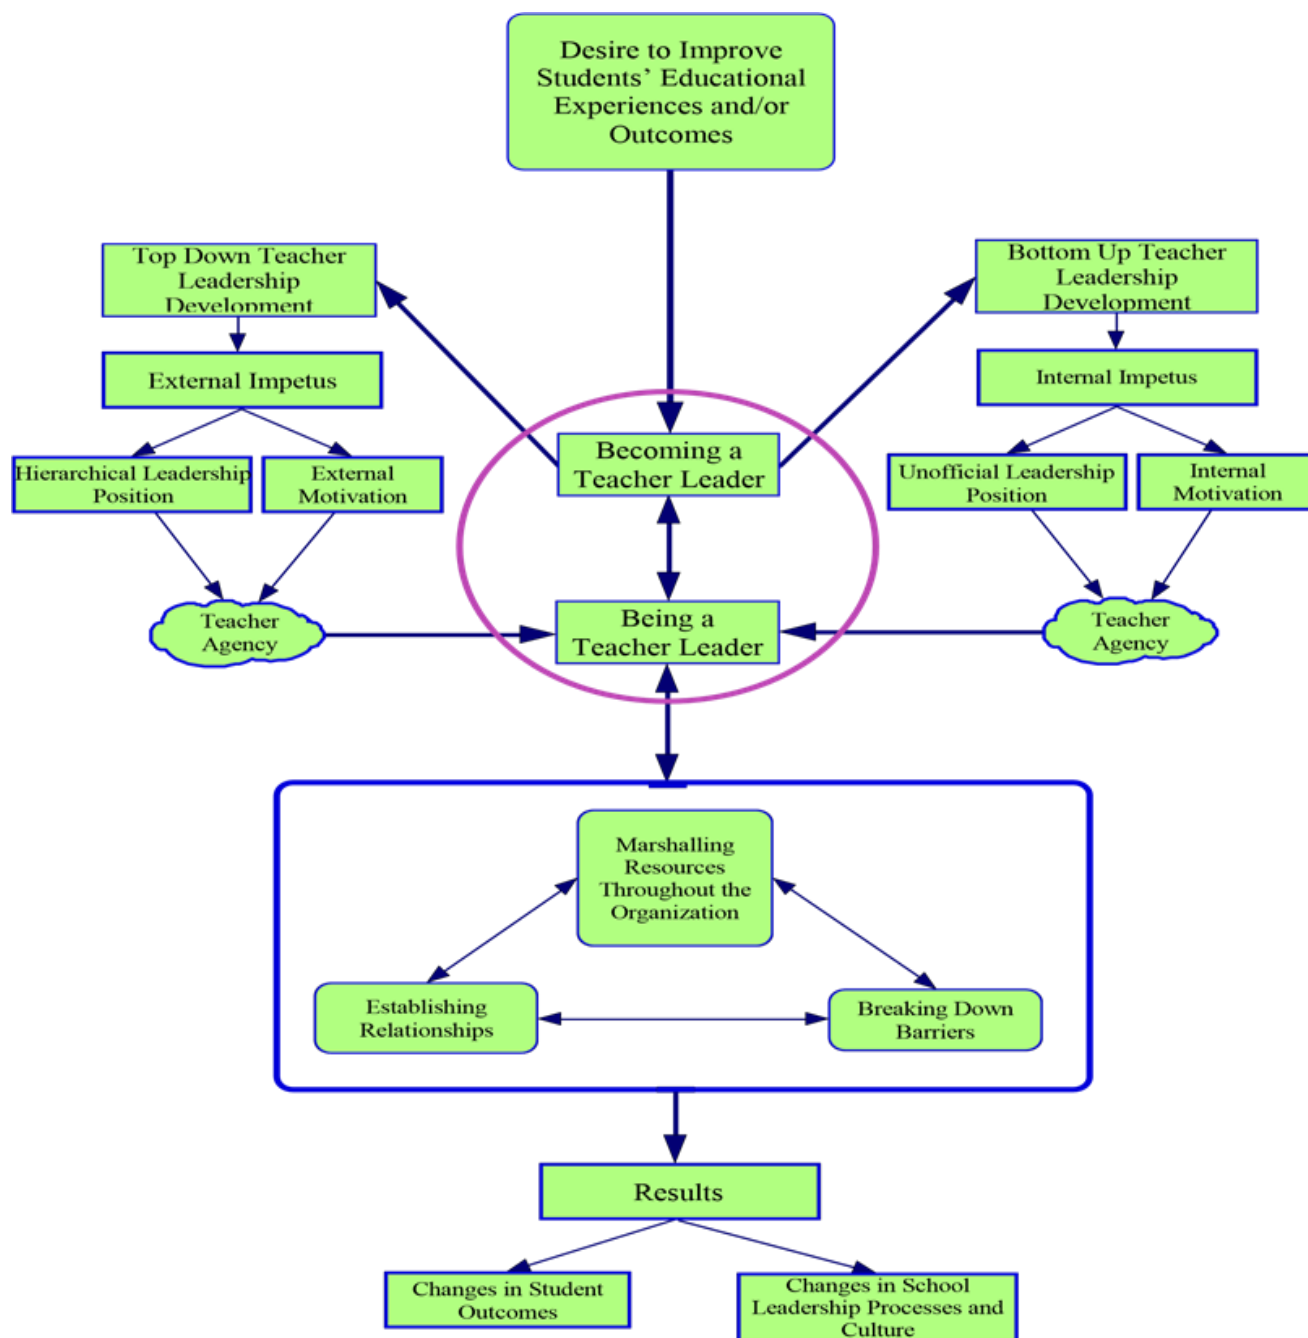 Desire to Improve
Students’ Educational
Experiences and/or
Outcomes
Top Down Teacher
Leadership
Development
Bottom Up Teacher
Leadership
Development
External Impetus
Internal Impetus
Hierarchical Leadership
Position
External
Motivation
Becoming a
Teacher Leader
Unofficial Leadership
Position
Internal
Motivation
Teacher
Agency
Being a
Teacher Leader
Teacher
Agency
Marshalling
Resources
Throughout the
Organization
Establishing
Relationships
Breaking Down
Barriers
Results
Changes in Student
Outcomes
Changes in School
Leadership Processes and
Culture